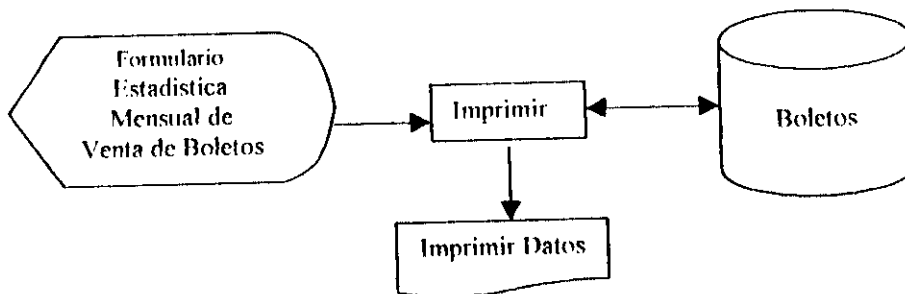 Formulario
Estadistica
Mensual de
Venta de Boletos
Imprimir
Boletos
Imprimir Datos